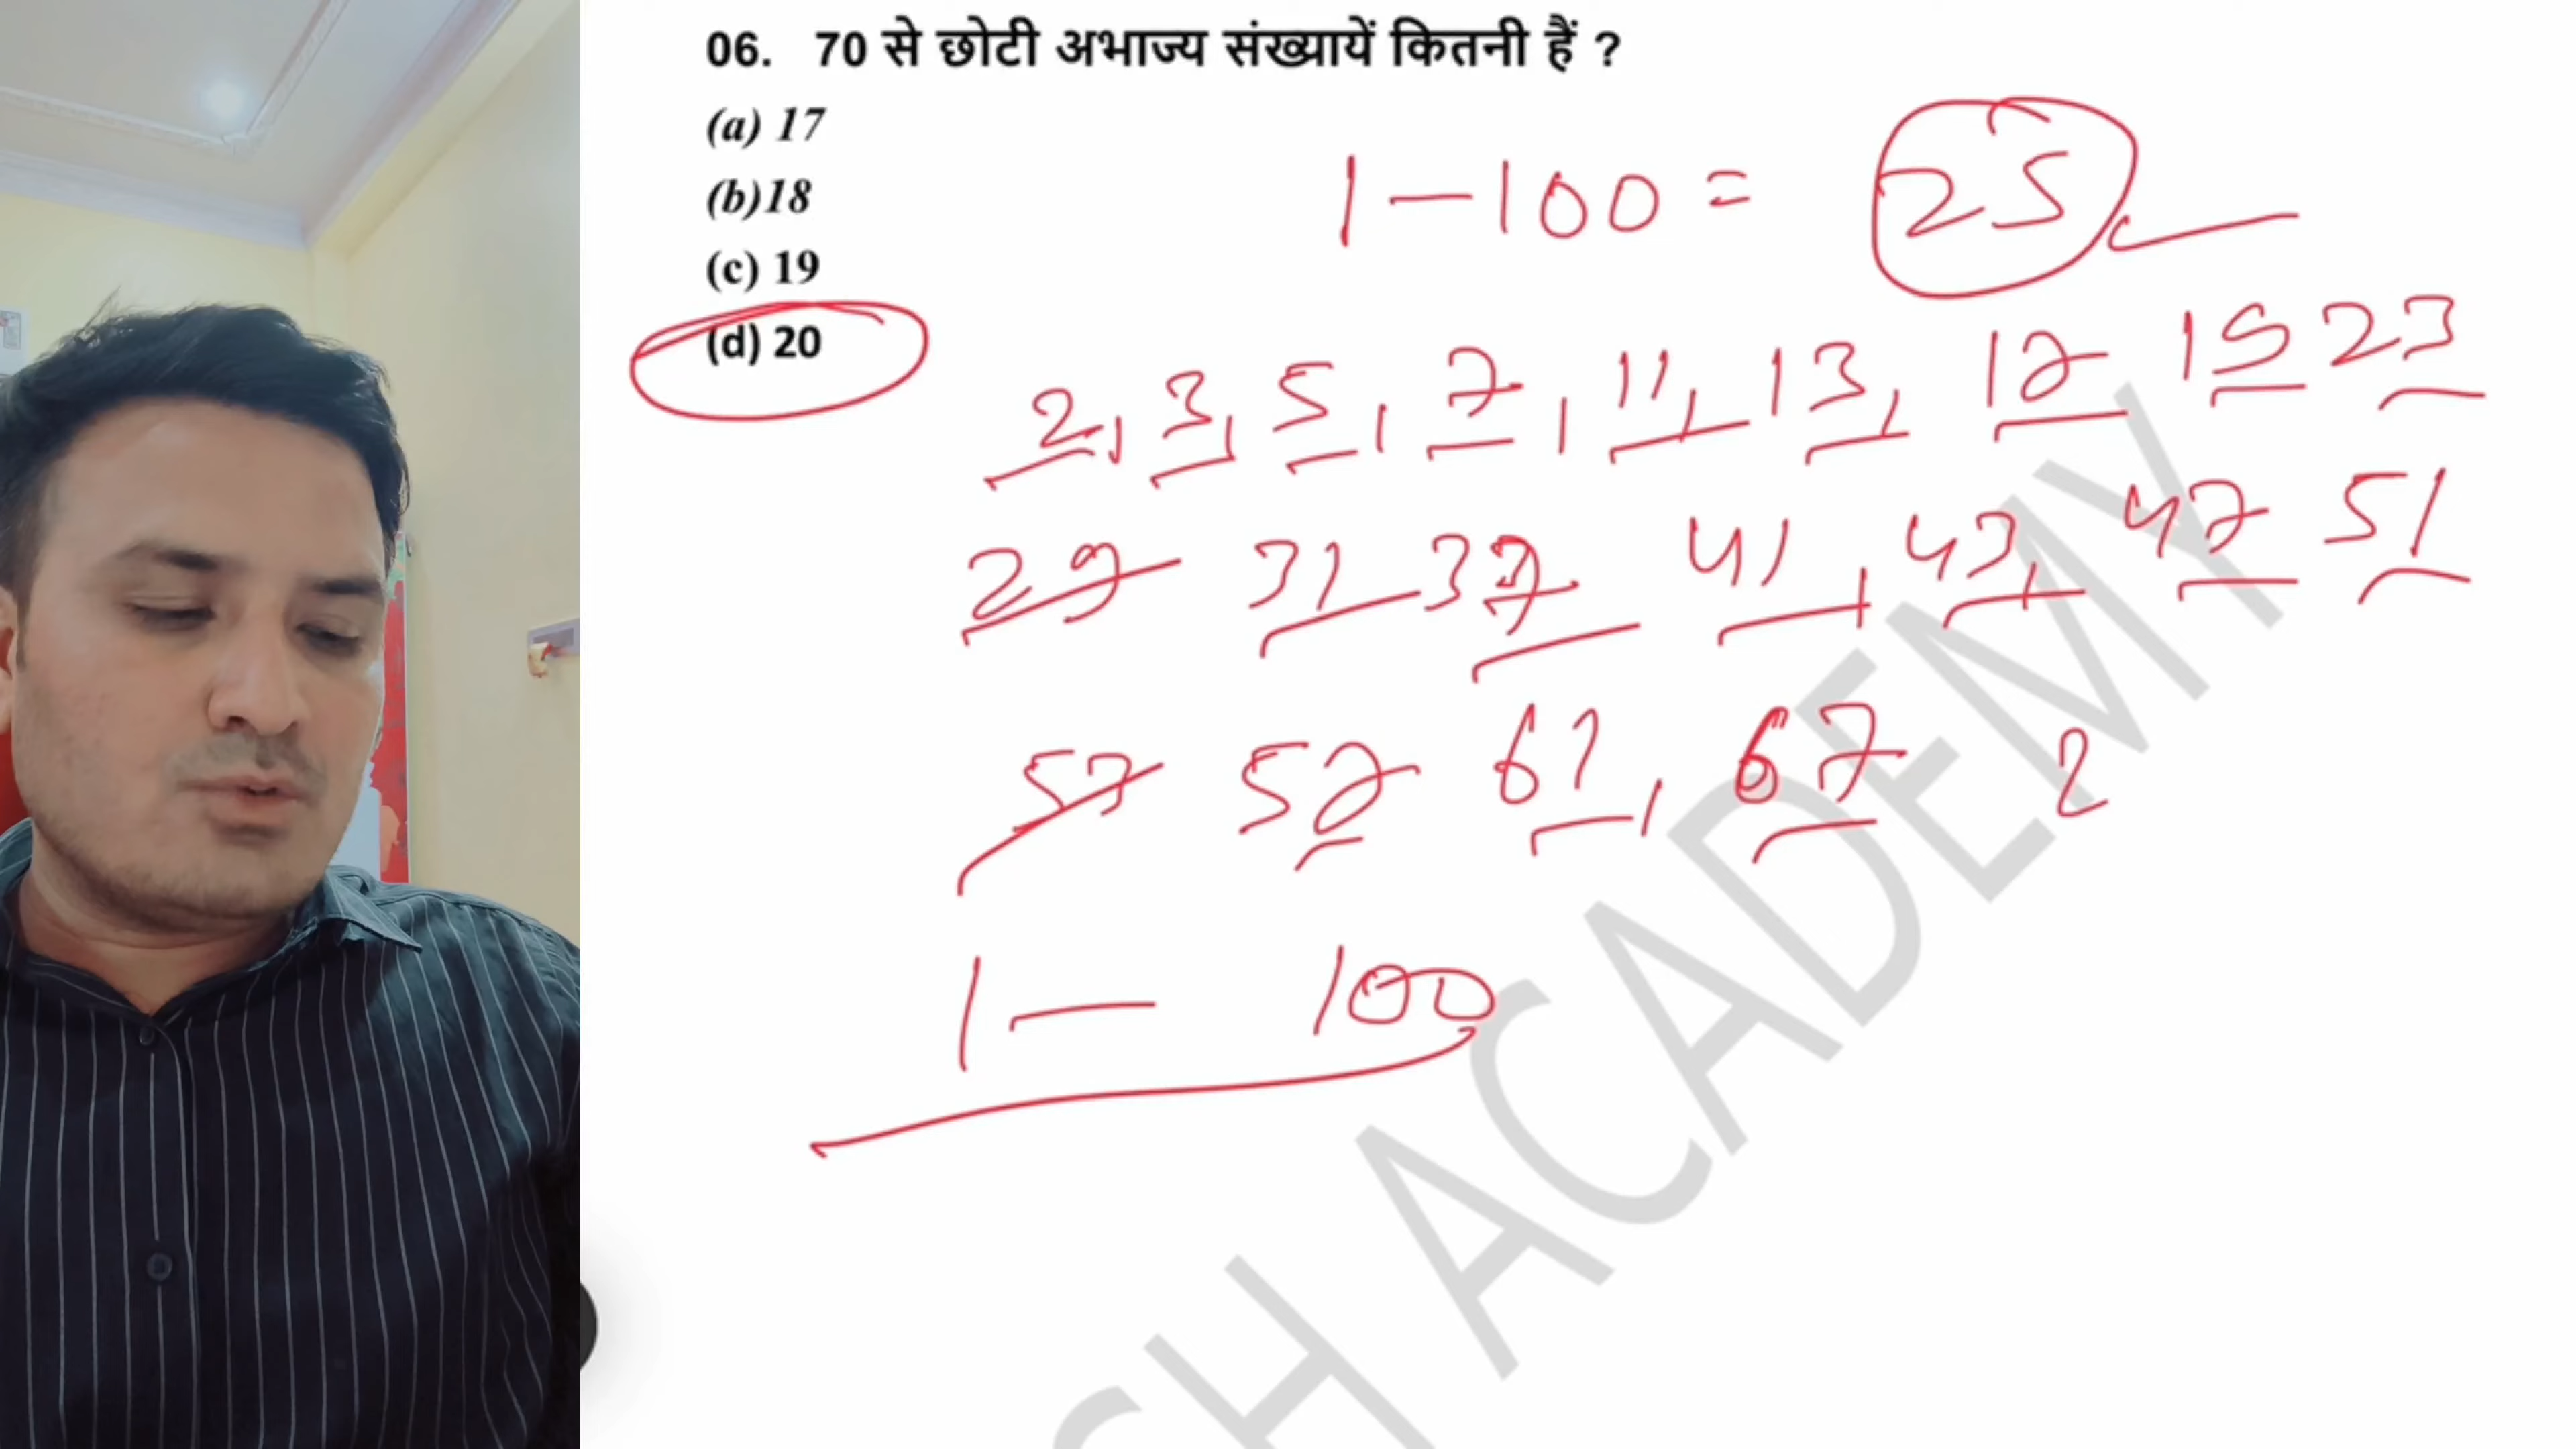 06. 70 से छोटी अभाज्य संख्यायें कितनी हैं ?
(a) 17
(b)18
(c) 19
(d) 20
1 - 100 = 25
2, 3, 5, 7, 11, 13, 17 19 23
29 31 37 41, 43, 47 51
53 57 61, 67 2
1 - 100
H ACADEMY